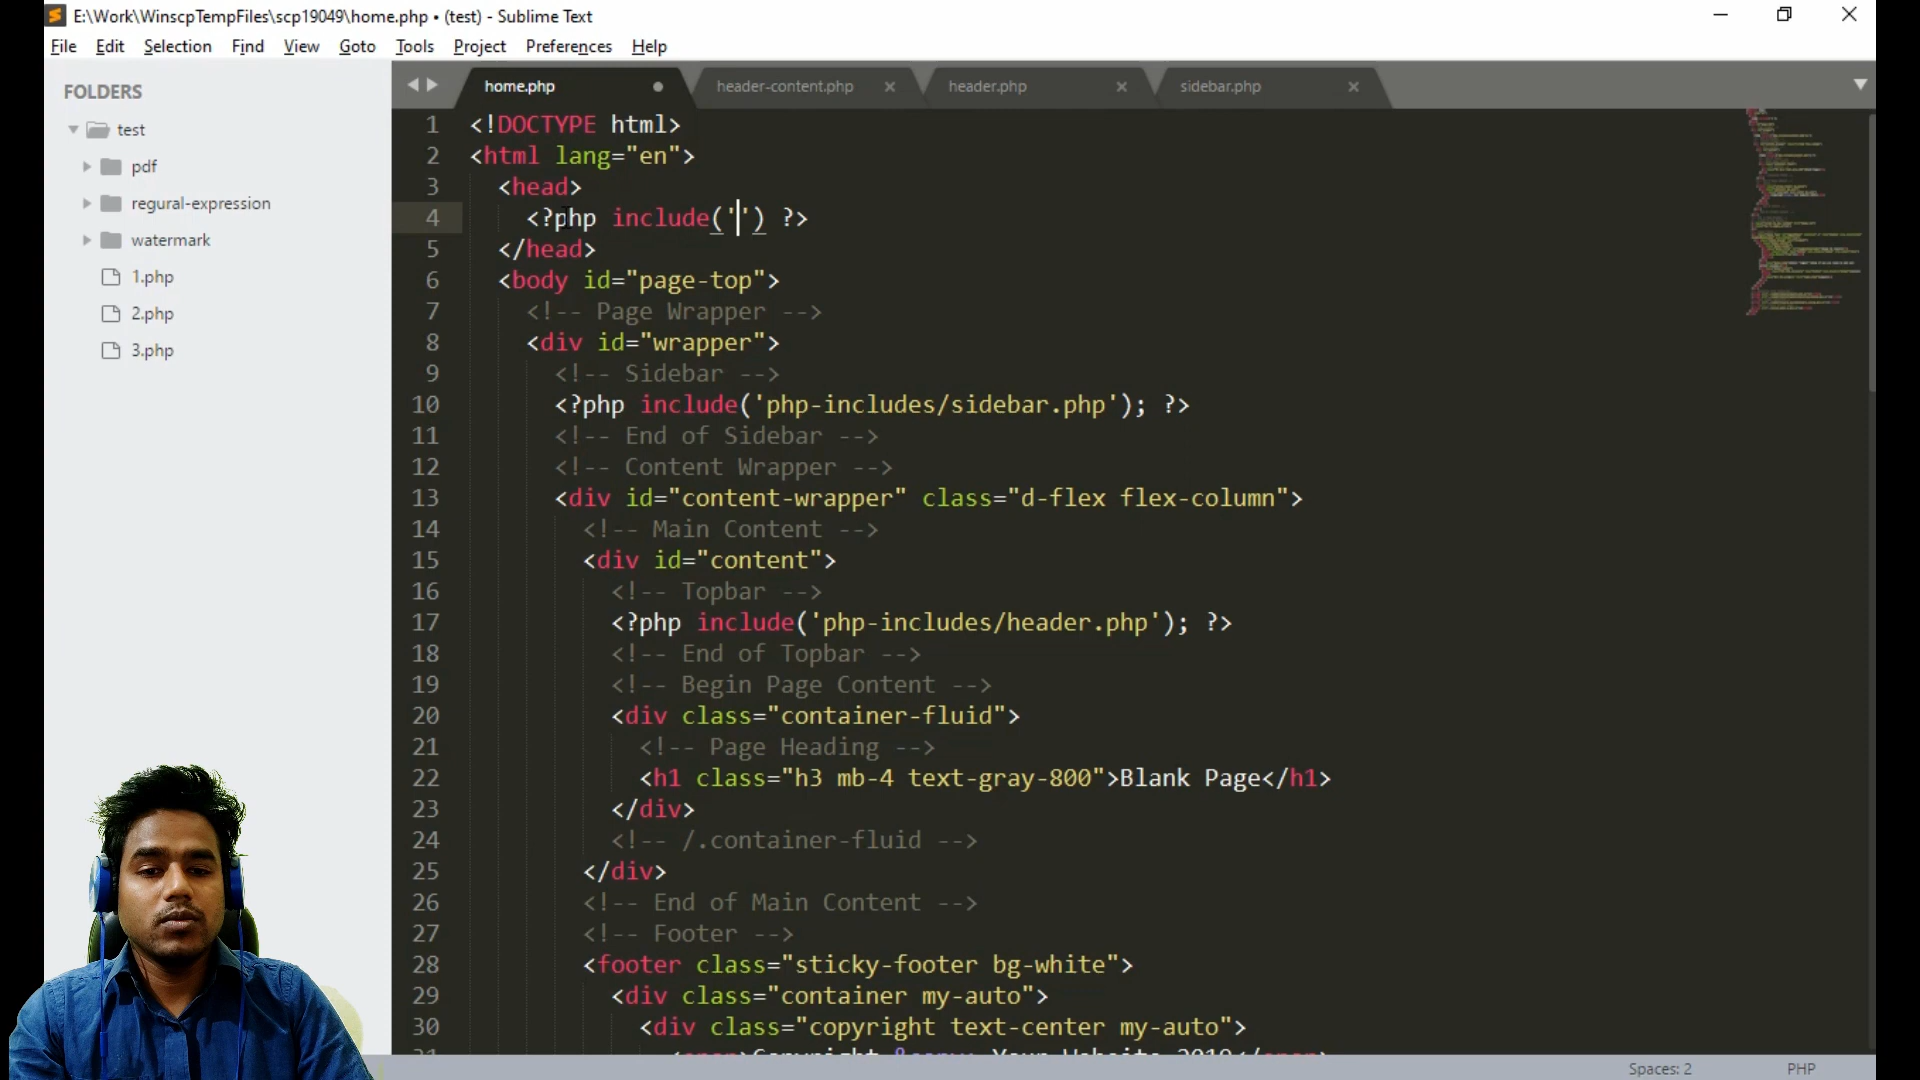 E:\Work\WinscpTempFiles\scp19049\home.php • (test) - Sublime Text
File Edit Selection Find View Goto Tools Project Preferences Help
FOLDERS
test
pdf
regural-expression
watermark
1.php
2.php
3.php
home.php header-content.php header.php sidebar.php
1 <!DOCTYPE html>
2 <html lang="en">
3 <head>
4 <?php include('') ?>
5 </head>
6 <body id="page-top">
7 <!-- Page Wrapper -->
8 <div id="wrapper">
9 <!-- Sidebar -->
10 <?php include('php-includes/sidebar.php'); ?>
11 <!-- End of Sidebar -->
12 <!-- Content Wrapper -->
13 <div id="content-wrapper" class="d-flex flex-column">
14 <!-- Main Content -->
15 <div id="content">
16 <!-- Topbar -->
17 <?php include('php-includes/header.php'); ?>
18 <!-- End of Topbar -->
19 <!-- Begin Page Content -->
20 <div class="container-fluid">
21 <!-- Page Heading -->
22 <h1 class="h3 mb-4 text-gray-800">Blank Page</h1>
23 </div>
24 <!-- /.container-fluid -->
25 </div>
26 <!-- End of Main Content -->
27 <!-- Footer -->
28 <footer class="sticky-footer bg-white">
29 <div class="container my-auto">
30 <div class="copyright text-center my-auto">
Spaces: 2 PHP